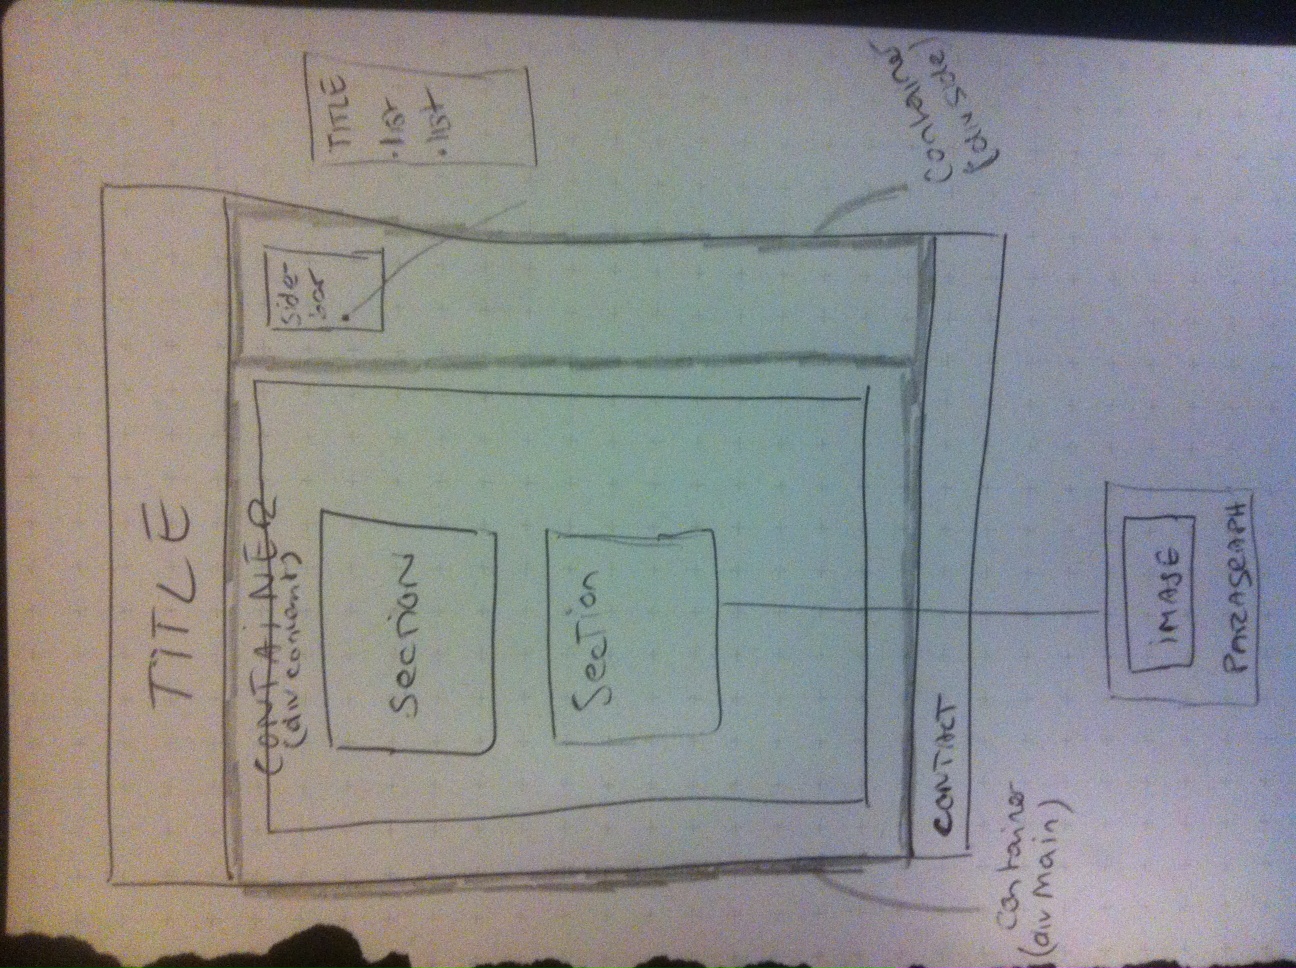 TITLE
CONTAINER
(div content)
Section
Section
side-
bar
TITLE
• list
• list
CONTACT
Container
(div Main)
Container
(div side)
iMAGE
PARAGRAPH